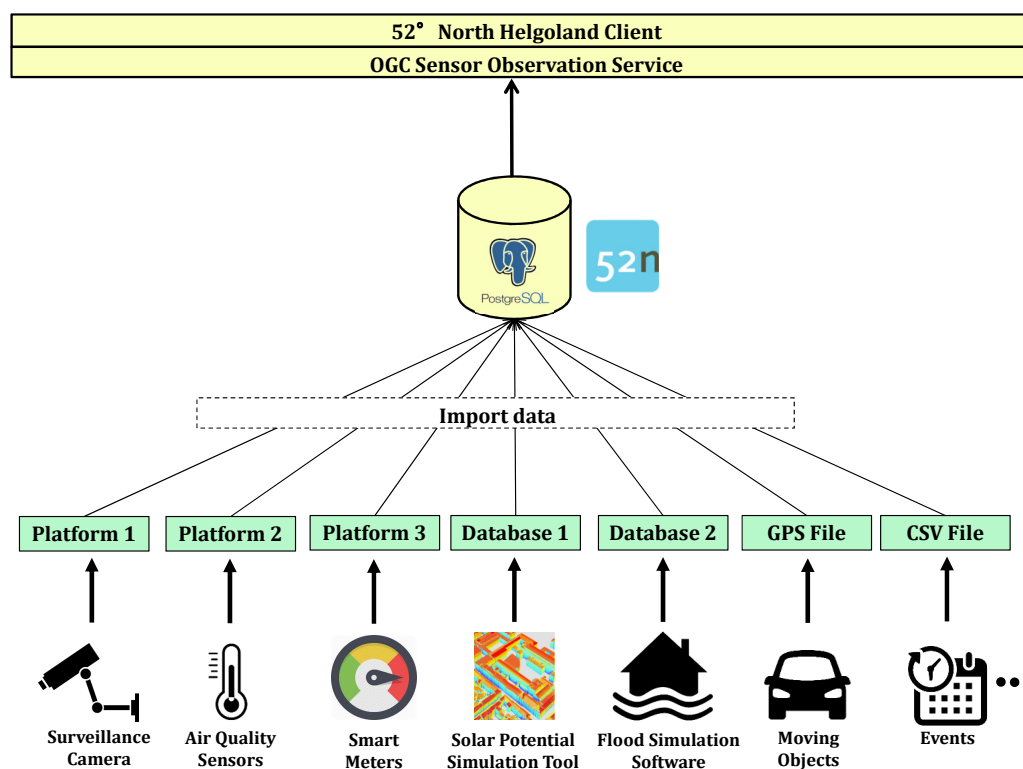 52° North Helgoland Client
OGC Sensor Observation Service
PostgreSQL
52n
Import data
Platform 1
Platform 2
Platform 3
Database 1
Database 2
GPS File
CSV File
Surveillance
Camera
Air Quality
Sensors
Smart
Meters
Solar Potential
Simulation Tool
Flood Simulation
Software
Moving
Objects
Events